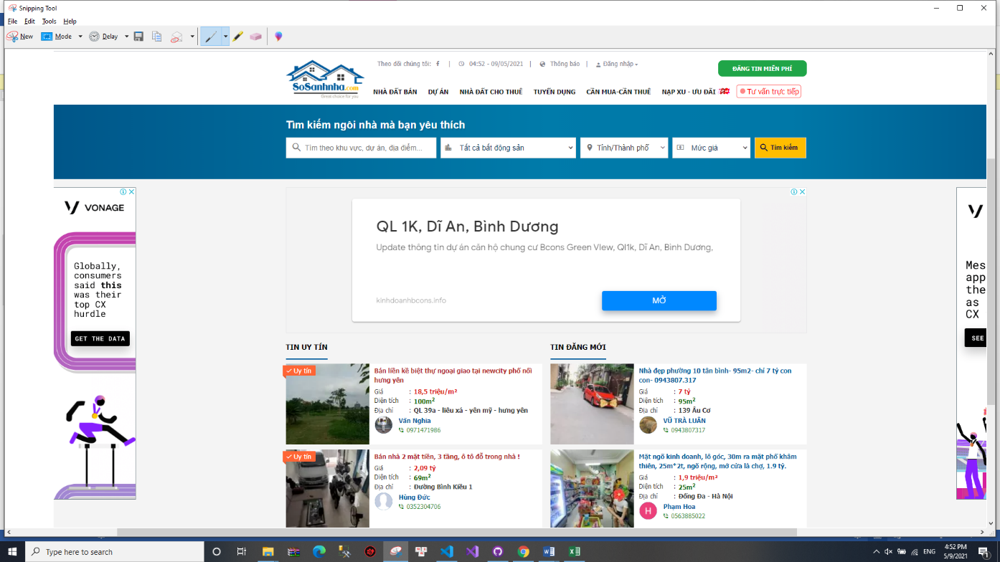 Snipping Tool
File Edit Tools Help
New Mode Delay
SoSanhnha.com
Great choice for you
Theo dõi chúng tôi: | 04:52 - 09/05/2021 | Thông báo | Đăng nhập
ĐĂNG TIN MIỄN PHÍ
NHÀ ĐẤT BÁN DỰ ÁN NHÀ ĐẤT CHO THUÊ TUYỂN DỤNG CẦN MUA-CẦN THUÊ NẠP XU - ƯU ĐÃI Tư vấn trực tiếp
Tìm kiếm ngôi nhà mà bạn yêu thích
Tìm theo khu vực, dự án, địa điểm... Tất cả bất động sản Tỉnh/Thành phố Mức giá Tìm kiếm
VONAGE
Globally,
consumers
said this
was their
top CX
hurdle
GET THE DATA
QL 1K, Dĩ An, Bình Dương
Update thông tin dự án căn hộ chung cư Bcons Green VIew, Ql1k, Dĩ An, Bình Dương,
kinhdoanhbcons.info
MỞ
Mes
app
the
as
CX
SEE
TIN UY TÍN
Uy tín
Bán liền kề biệt thự ngoại giao tại newcity phố nối
hưng yên
Giá : 18,5 triệu/m²
Diện tích : 100m²
Địa chỉ : QL 39a - liêu xá - yên mỹ - hưng yên
Văn Nghia
0971471986
Uy tín
Bán nhà 2 mặt tiền, 3 tầng, ô tô đỗ trong nhà !
Giá : 2,09 tỷ
Diện tích : 69m²
Địa chỉ : Đường Bình Kiều 1
Hùng Đức
0352304706
TIN ĐĂNG MỚI
Nhà đẹp phường 10 tân bình- 95m2- chỉ 7 tỷ con
con- 0943807.317
Giá : 7 tỷ
Diện tích : 95m²
Địa chỉ : 139 Âu Cơ
VŨ TRÀ LUÂN
0943807317
Mặt ngõ kinh doanh, lô góc, 30m ra mặt phố khâm
thiên, 25m*2t, ngõ rộng, mở cửa là chợ, 1.9 tỷ.
Giá : 1,9 triệu/m²
Diện tích : 25m²
Địa chỉ : Đống Đa - Hà Nội
H
Phạm Hoa
0563885022
Type here to search
ENG
4:52 PM
5/9/2021
1